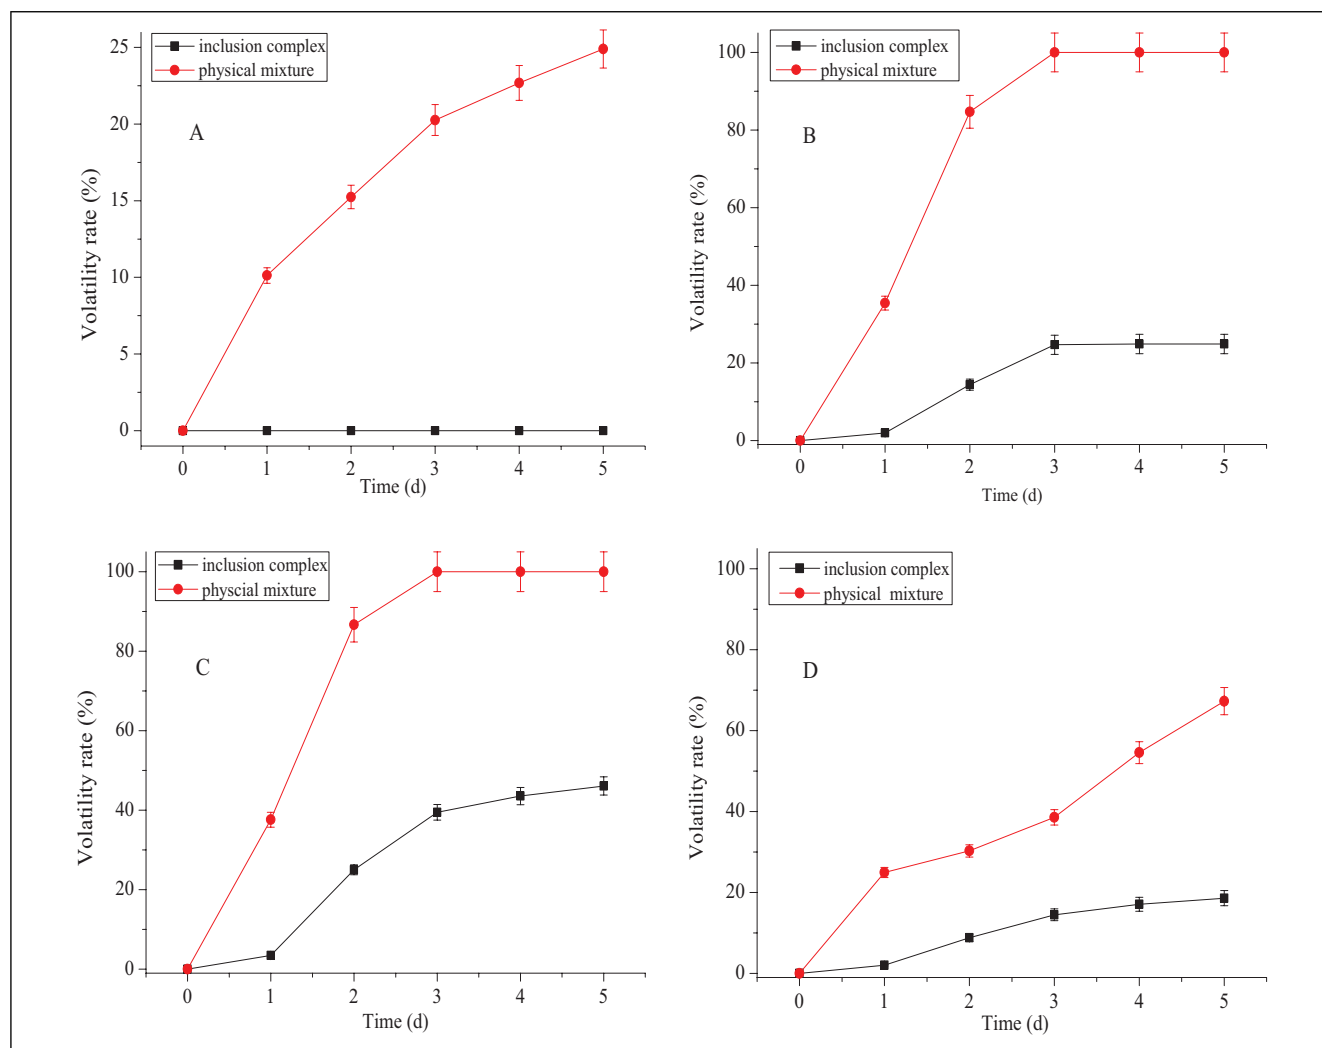 inclusion complex
physical mixture
A
25
20
15
10
5
0
Volatility rate (%)
0 1 2 3 4 5
Time (d)
inclusion complex
physical mixture
B
100
80
60
40
20
0
Volatility rate (%)
0 1 2 3 4 5
Time (d)
inclusion complex
physcial mixture
C
100
80
60
40
20
0
Volatility rate (%)
0 1 2 3 4 5
Time (d)
inclusion complex
physical mixture
D
100
80
60
40
20
0
Volatility rate (%)
0 1 2 3 4 5
Time (d)